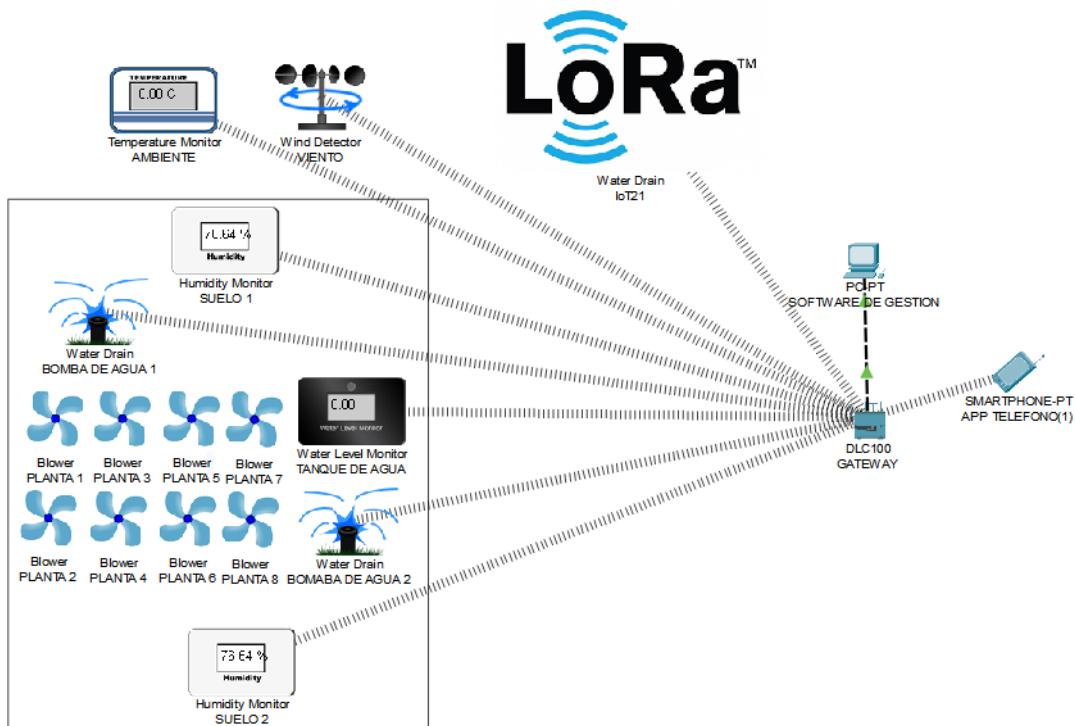 LoRa™
TEMPERATURE
0.00 C
Temperature Monitor
AMBIENTE
Wind Detector
VIENTO
Water Drain
IoT21
Humidity
Humidity Monitor
SUELO 1
PC-PT
SOFTWARE DE GESTION
Water Drain
BOMBA DE AGUA 1
SMARTPHONE-PT
APP TELEFONO(1)
0.00
Water Level Monitor
Water Level Monitor
TANQUE DE AGUA
DLC100
GATEWAY
Blower
PLANTA 1
Blower
PLANTA 3
Blower
PLANTA 5
Blower
PLANTA 7
Blower
PLANTA 2
Blower
PLANTA 4
Blower
PLANTA 6
Blower
PLANTA 8
Water Drain
BOMABA DE AGUA 2
Humidity
Humidity Monitor
SUELO 2